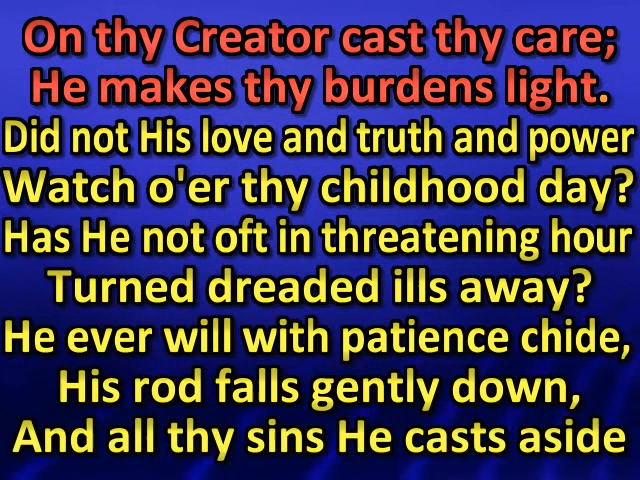 On thy Creator cast thy care;
He makes thy burdens light.
Did not His love and truth and power
Watch o'er thy childhood day?
Has He not oft in threatening hour
Turned dreaded ills away?
He ever will with patience chide,
His rod falls gently down,
And all thy sins He casts aside